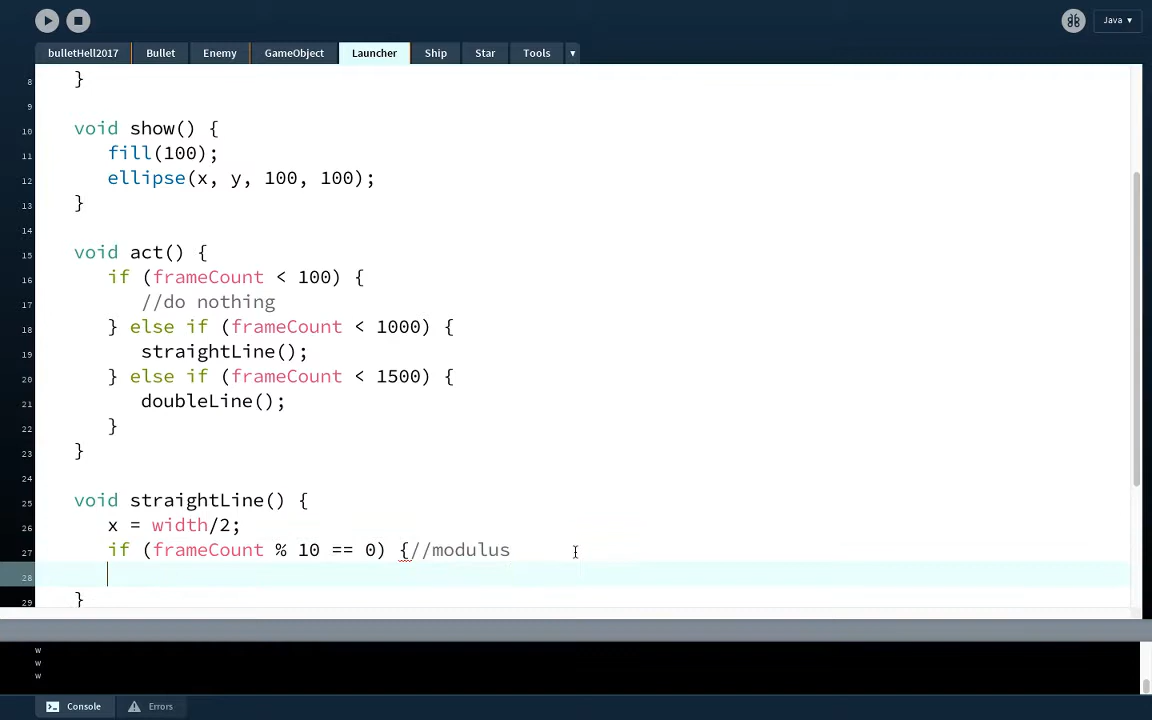 Java ▾
bulletHell2017 Bullet Enemy GameObject Launcher Ship Star Tools ▾
8 }
9
10 void show() {
11 fill(100);
12 ellipse(x, y, 100, 100);
13 }
14
15 void act() {
16 if (frameCount < 100) {
17 //do nothing
18 } else if (frameCount < 1000) {
19 straightLine();
20 } else if (frameCount < 1500) {
21 doubleLine();
22 }
23 }
24
25 void straightLine() {
26 x = width/2;
27 if (frameCount % 10 == 0) {//modulus
28
29 }
w
w
w
Console Errors